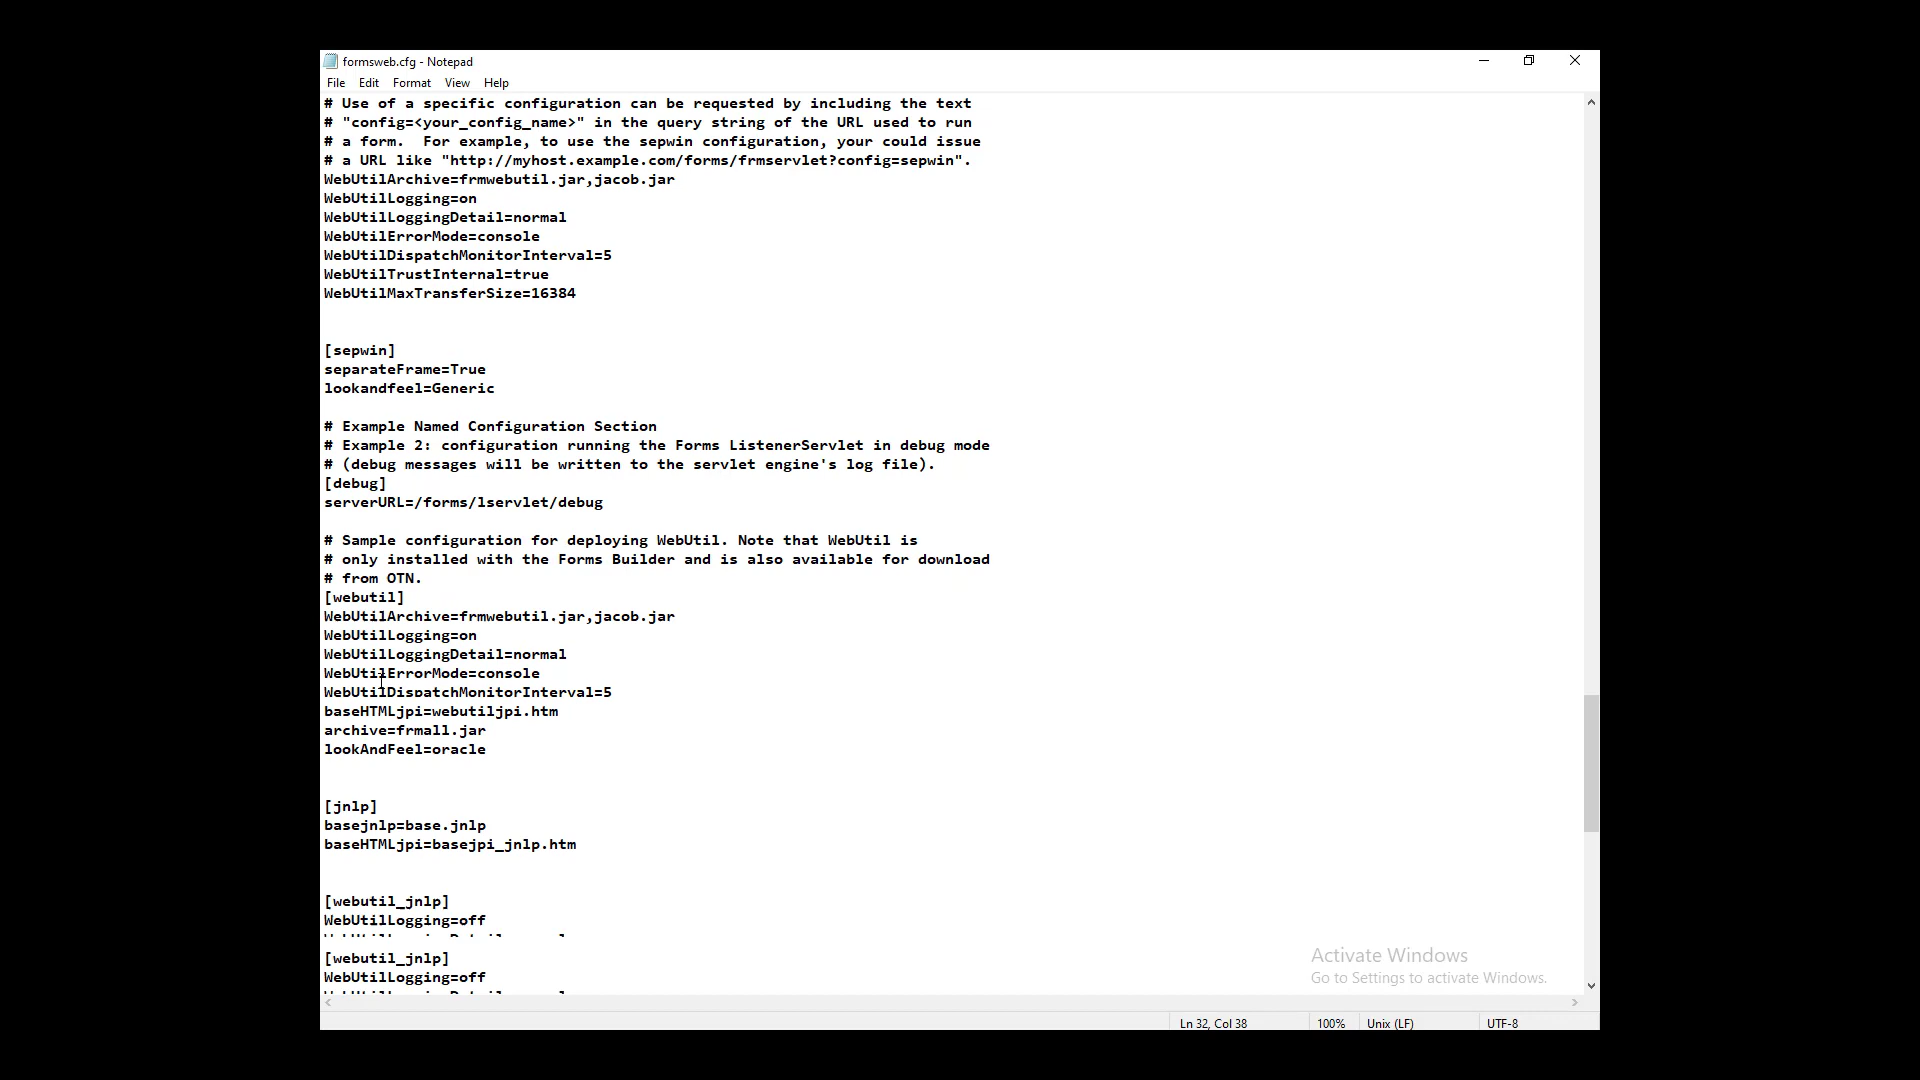 formsweb.cfg - Notepad
File Edit Format View Help
# Use of a specific configuration can be requested by including the text
# "config=<your_config_name>" in the query string of the URL used to run
# a form.  For example, to use the sepwin configuration, your could issue
# a URL like "http://myhost.example.com/forms/frmservlet?config=sepwin".
WebUtilArchive=frmwebutil.jar,jacob.jar
WebUtilLogging=on
WebUtilLoggingDetail=normal
WebUtilErrorMode=console
WebUtilDispatchMonitorInterval=5
WebUtilTrustInternal=true
WebUtilMaxTransferSize=16384
[sepwin]
separateFrame=True
lookandfeel=Generic
# Example Named Configuration Section
# Example 2: configuration running the Forms ListenerServlet in debug mode
# (debug messages will be written to the servlet engine's log file).
[debug]
serverURL=/forms/lservlet/debug
# Sample configuration for deploying WebUtil. Note that WebUtil is
# only installed with the Forms Builder and is also available for download
# from OTN.
[webutil]
WebUtilArchive=frmwebutil.jar,jacob.jar
WebUtilLogging=on
WebUtilLoggingDetail=normal
WebUtilErrorMode=console
WebUtilDispatchMonitorInterval=5
baseHTMLjpi=webutiljpi.htm
archive=frmall.jar
lookAndFeel=oracle
[jnlp]
basejnlp=base.jnlp
baseHTMLjpi=basejpi_jnlp.htm
[webutil_jnlp]
WebUtilLogging=off
[webutil_jnlp]
WebUtilLogging=off
Activate Windows
Go to Settings to activate Windows.
Ln 32, Col 38 100% Unix (LF) UTF-8